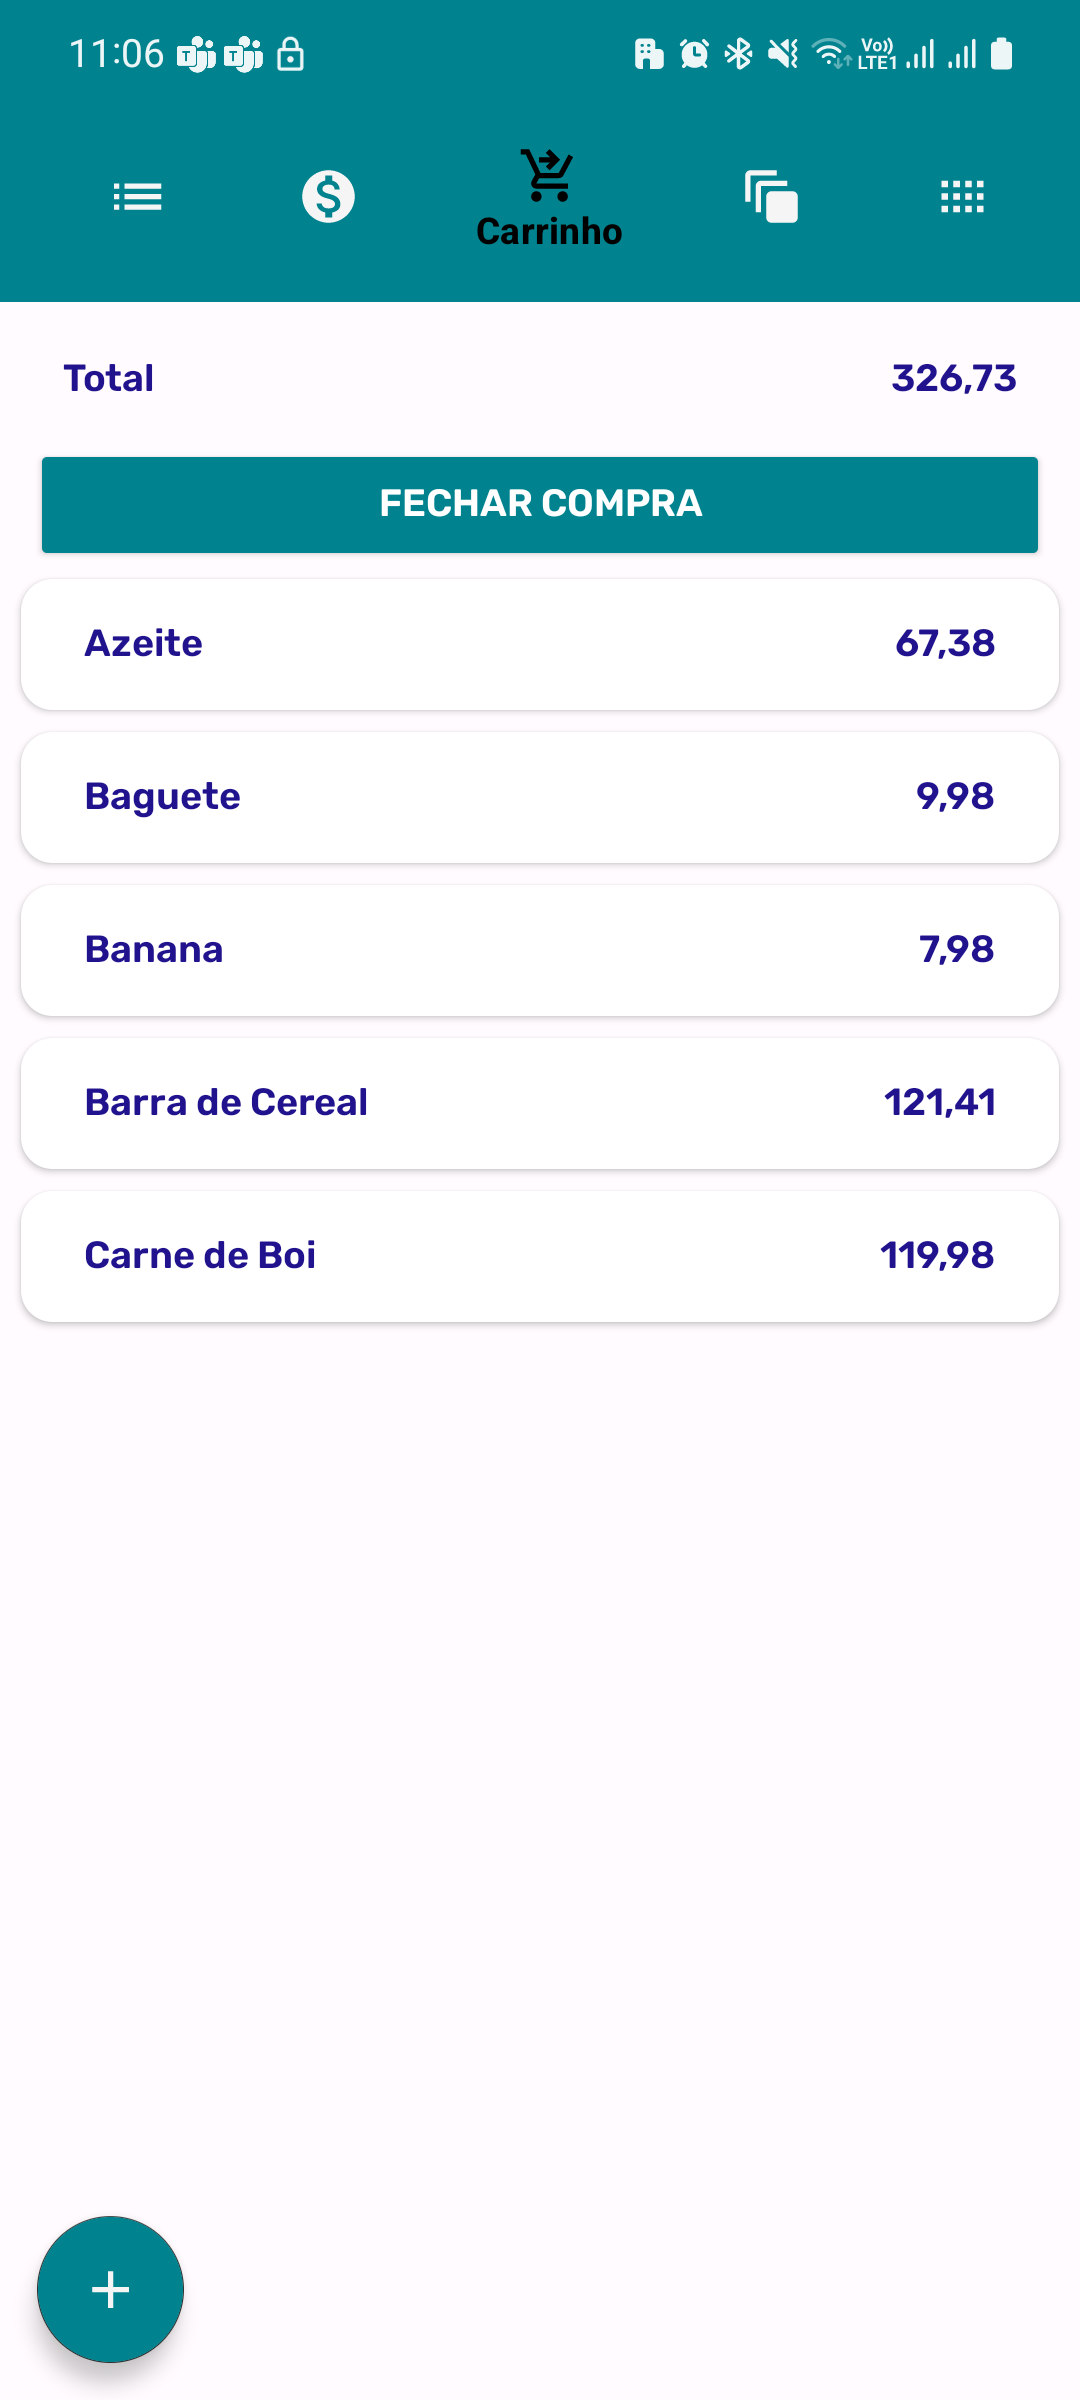 11:06
Vo))
LTE1
Carrinho
Total 326,73
FECHAR COMPRA
Azeite 67,38
Baguete 9,98
Banana 7,98
Barra de Cereal 121,41
Carne de Boi 119,98